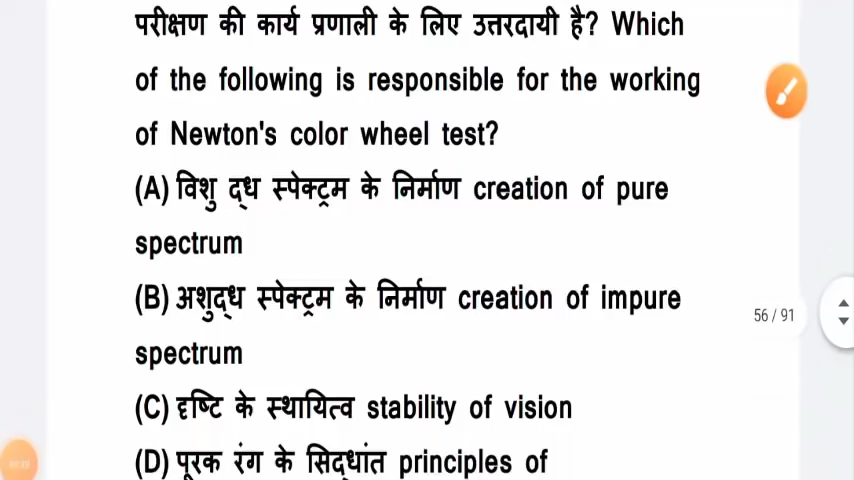 परीक्षण की कार्य प्रणाली के लिए उत्तरदायी है? Which
of the following is responsible for the working
of Newton's color wheel test?
(A) विशु द्ध स्पेक्ट्रम के निर्माण creation of pure
spectrum
(B) अशुद्ध स्पेक्ट्रम के निर्माण creation of impure
56 / 91
spectrum
(C) दृष्टि के स्थायित्व stability of vision
(D) पूरक रंग के सिद्धांत principles of